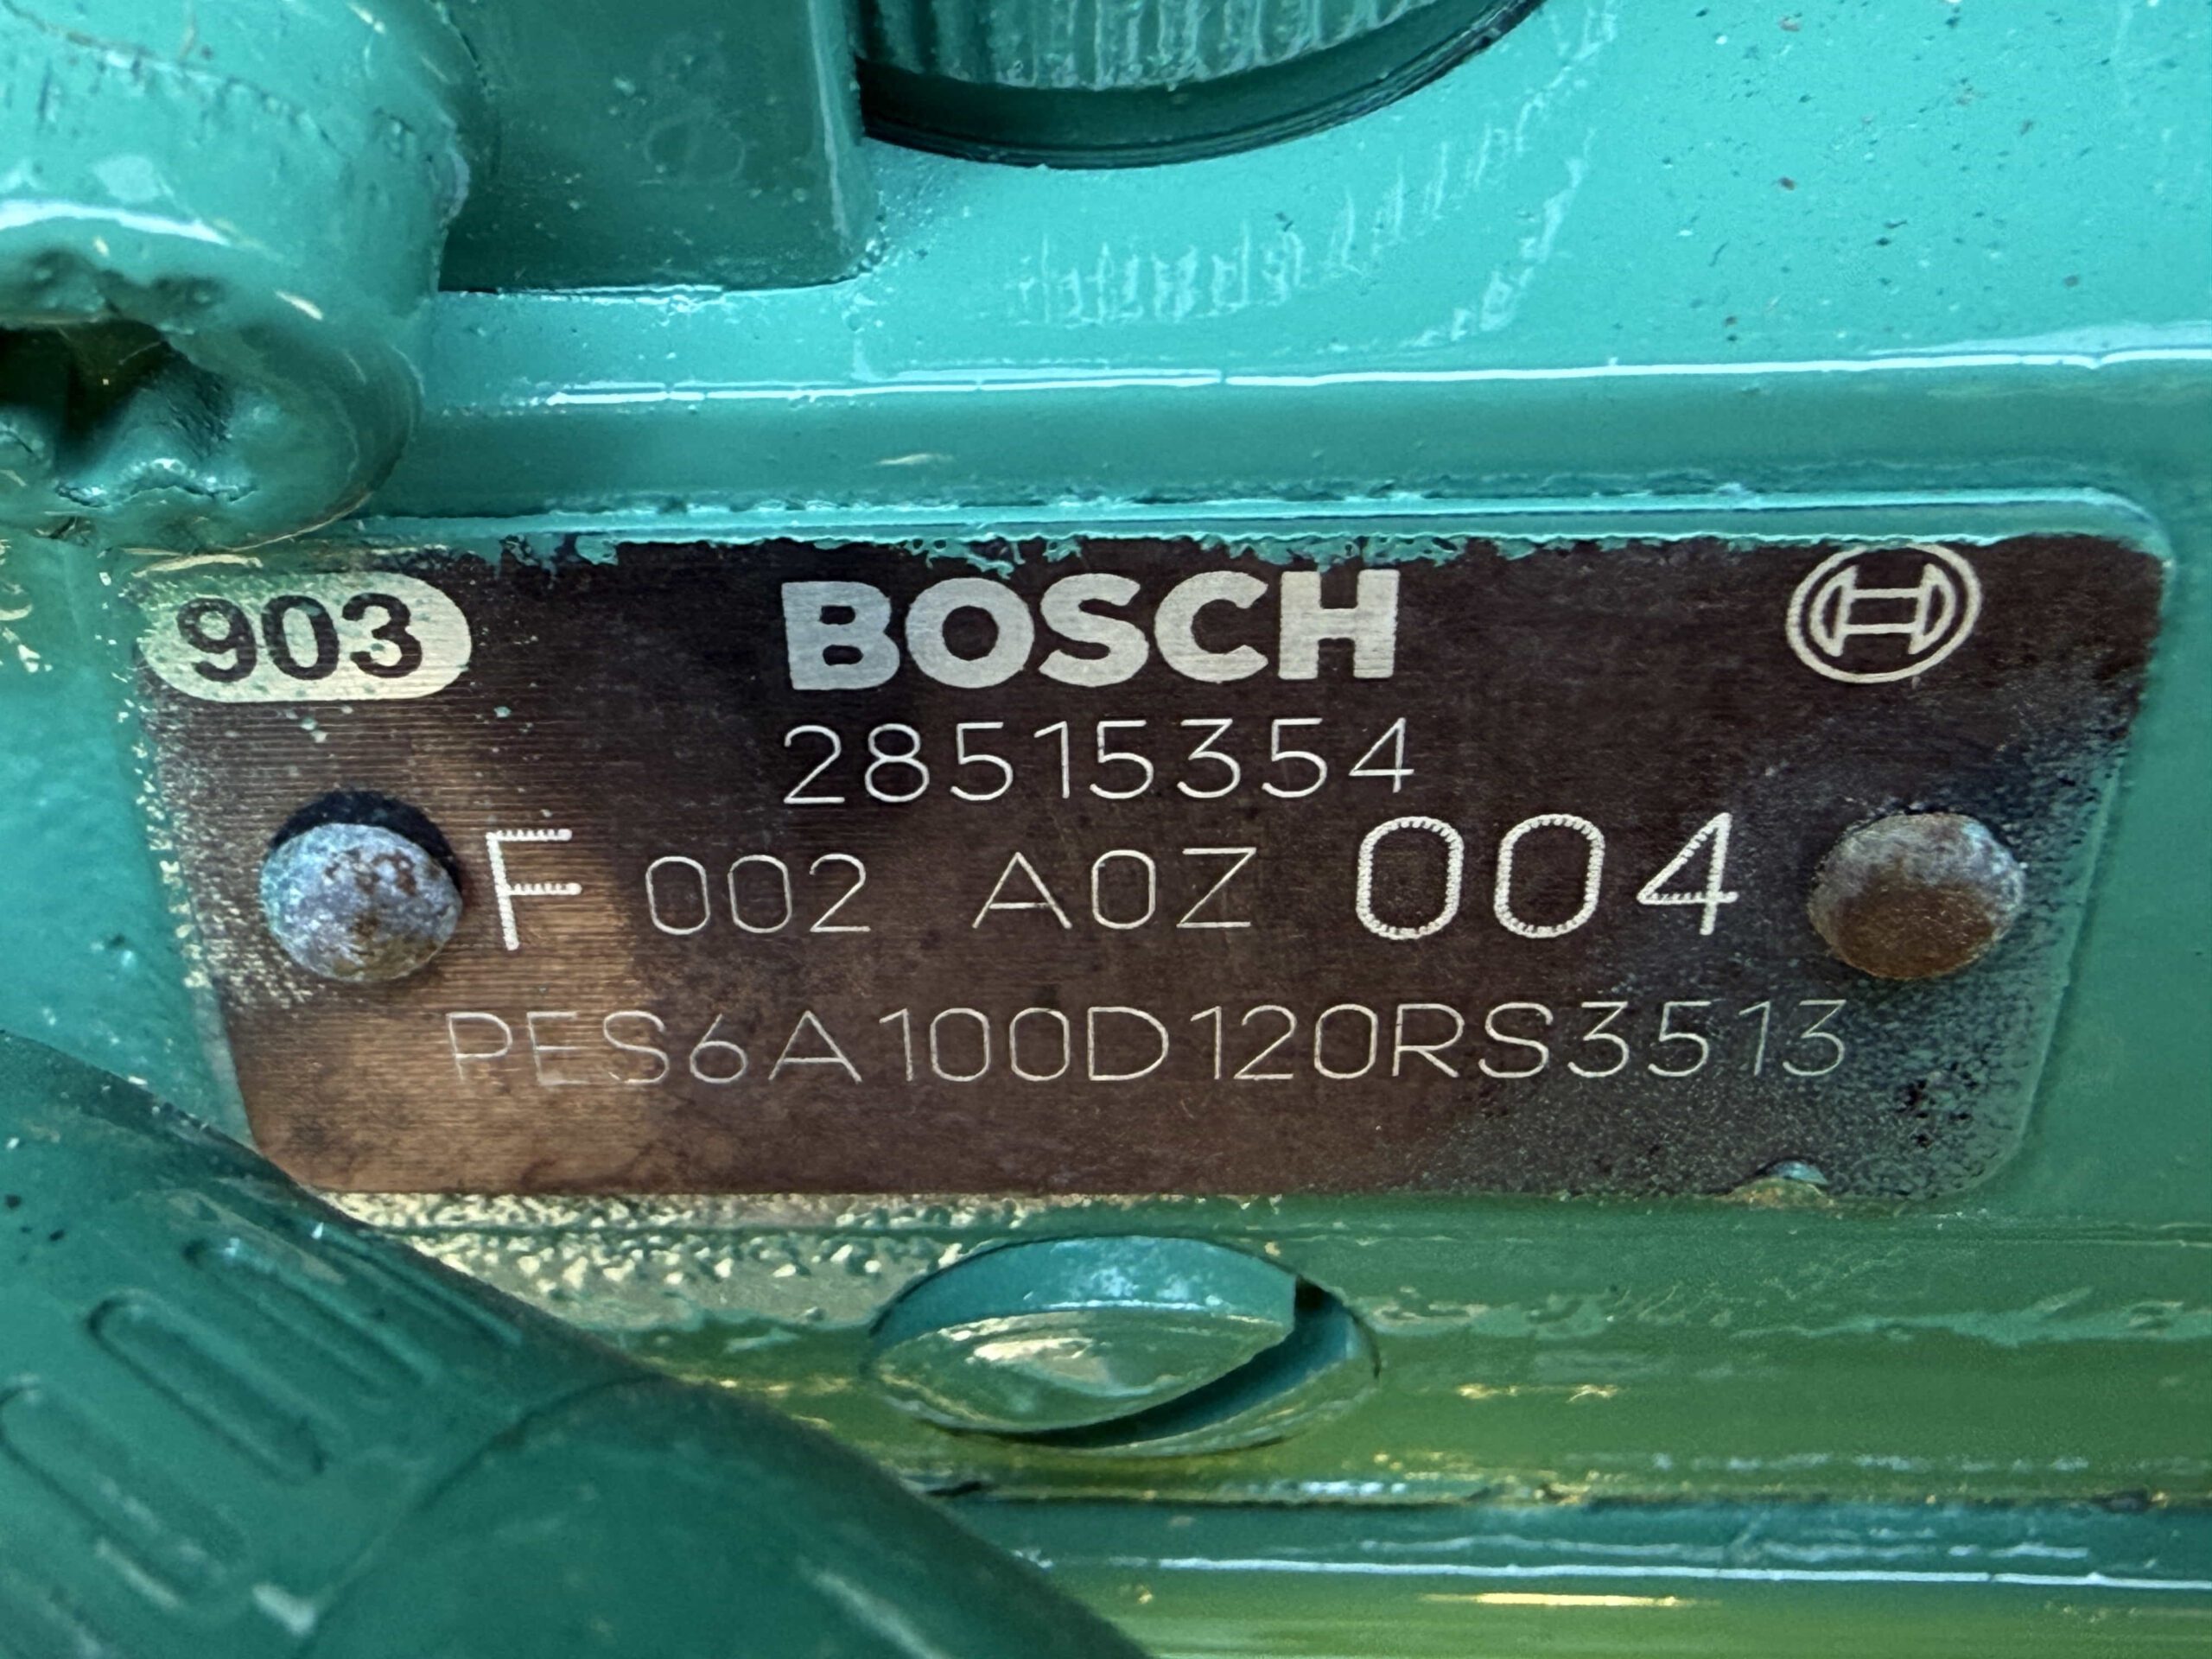 903 BOSCH
28515354
F 002 A0Z 004
PES6A100D120RS3513